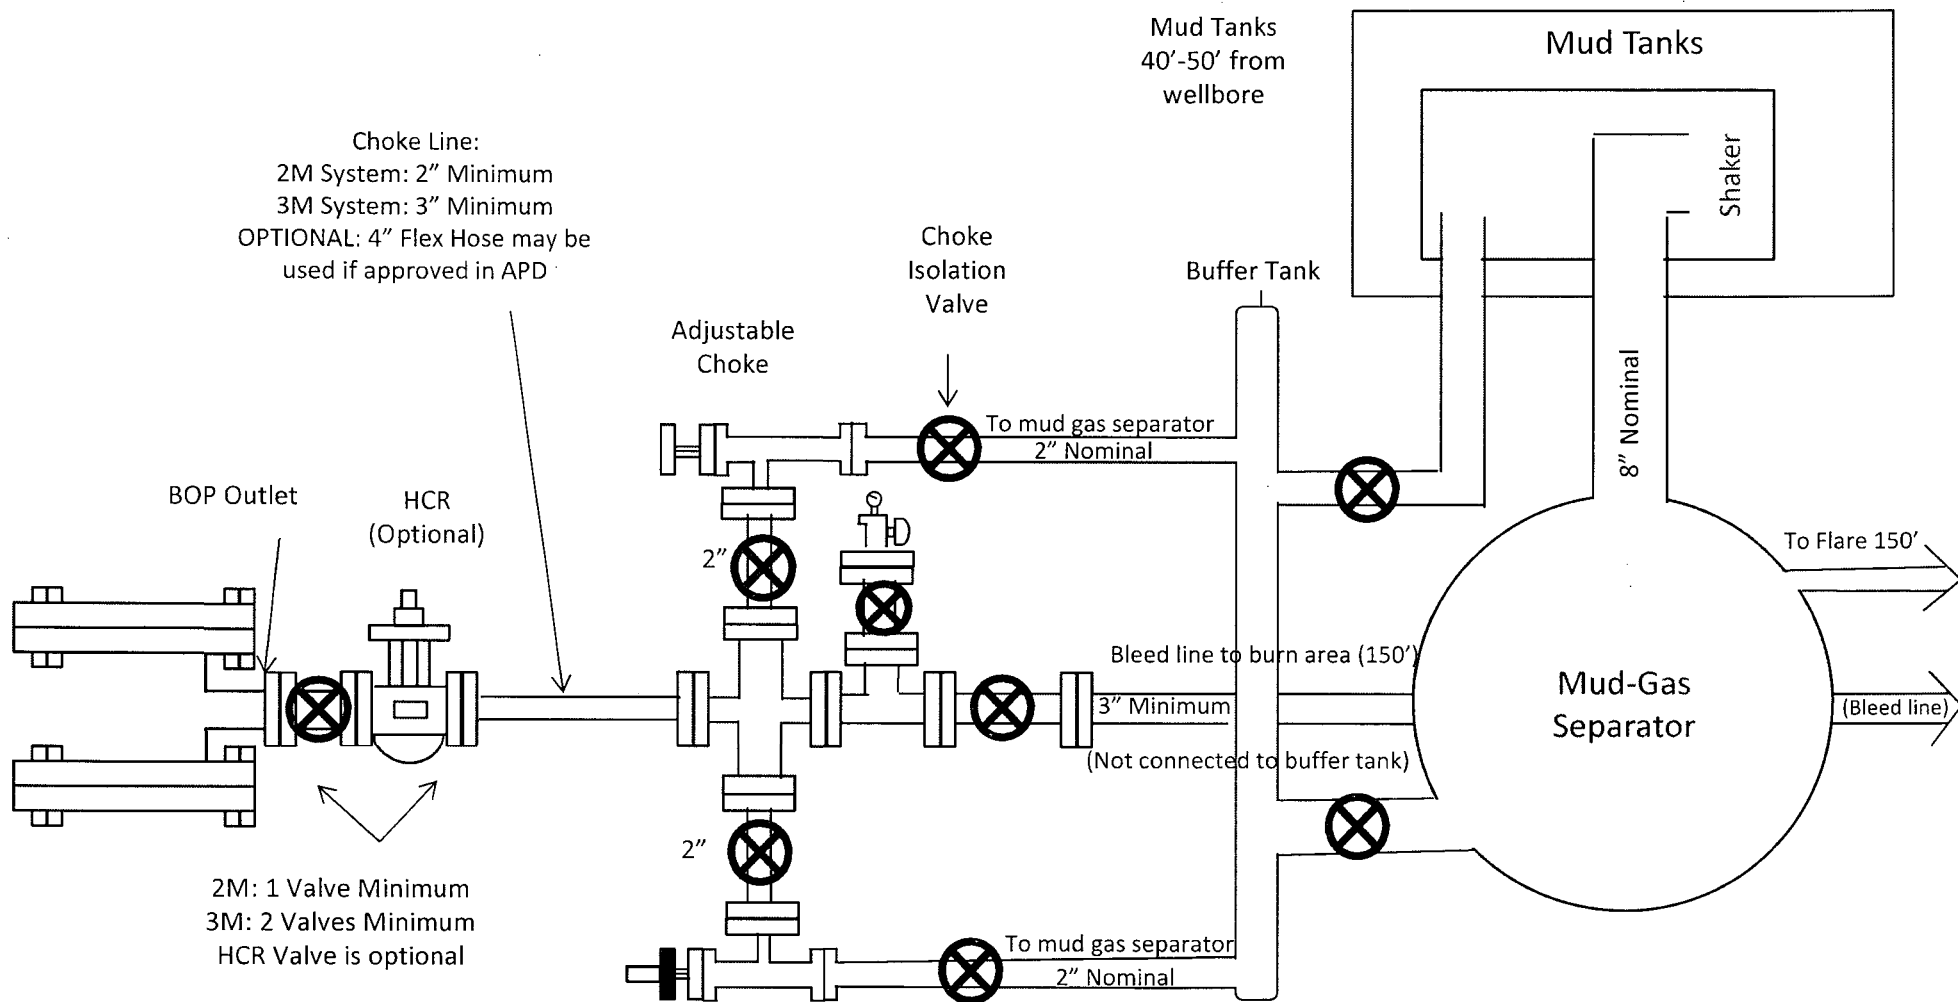 Mud Tanks
40’-50’ from
wellbore
Mud Tanks
Shaker
Choke Line:
2M System: 2” Minimum
3M System: 3” Minimum
OPTIONAL: 4” Flex Hose may be
used if approved in APD
Choke
Isolation
Valve
Buffer Tank
Adjustable
Choke
8” Nominal
To mud gas separator
2” Nominal
BOP Outlet
HCR
(Optional)
2”
To Flare 150’
Bleed line to burn area (150’)
3” Minimum
(Not connected to buffer tank)
Mud-Gas
Separator
(Bleed line)
2”
2M: 1 Valve Minimum
3M: 2 Valves Minimum
HCR Valve is optional
To mud gas separator
2” Nominal